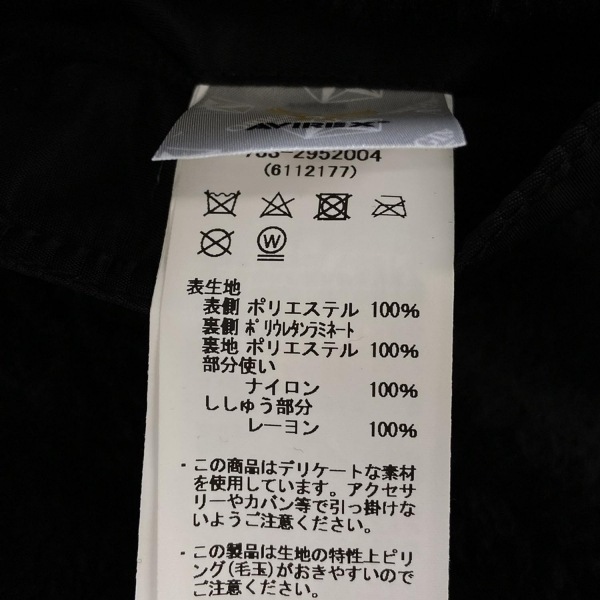 AVIREX
783-2952004
(6112177)
W
表生地
表側 ポリエステル 100%
裏側 ﾎﾟﾘｳﾚﾀﾝﾗﾐﾈｰﾄ
裏地 ポリエステル 100%
部分使い
ナイロン 100%
ししゅう部分
レーヨン 100%
・この商品はデリケートな素材
を使用しています。アクセサ
リーやカバン等で引っ掛けな
いようご注意ください。
・この製品は生地の特性上ピリ
ング(毛玉)がおきやすいので
ご注意ください。